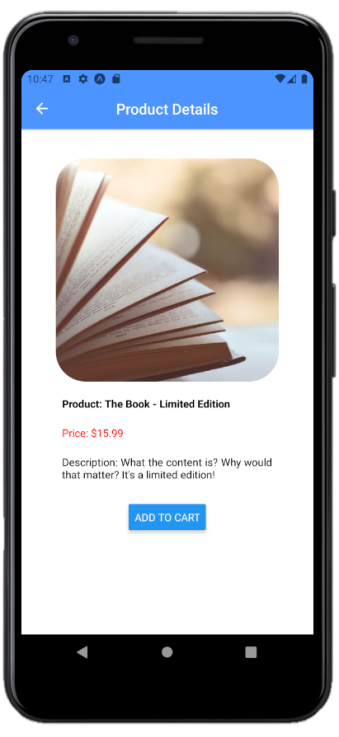 10:47
Product Details
Product: The Book - Limited Edition
Price: $15.99
Description: What the content is? Why would
that matter? It's a limited edition!
ADD TO CART